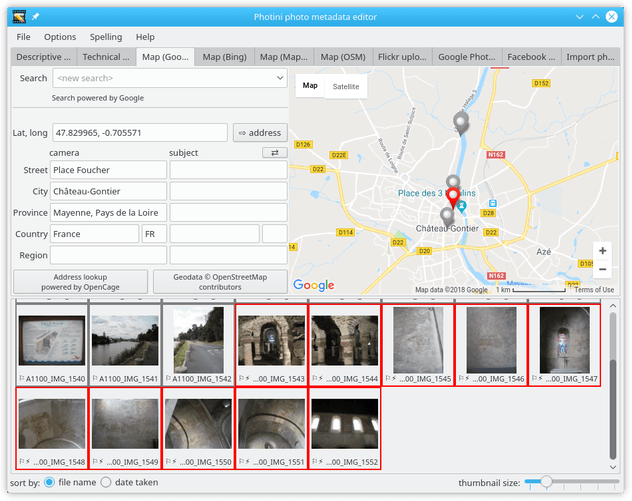 Photini photo metadata editor
File Options Spelling Help
Descriptive ... Technical ... Map (Goo... Map (Bing) Map (Map... Map (OSM) Flickr uplo... Google Phot... Facebook ... Import ph...
Search <new search>
Search powered by Google
Lat, long 47.829965, -0.705571 ⇨ address
camera subject ⇄
Street Place Foucher
City Château-Gontier
Province Mayenne, Pays de la Loire
Country France FR
Region
Address lookup
powered by OpenCage
Geodata © OpenStreetMap
contributors
Map Satellite
D152
D126
D22E
N162
Place des 3
Château-Gontier
D28
D114
D22
D20
D22
Azé
N162
+
−
Google
Map data ©2018 Google 1 km Terms of Use
A1100_IMG_1540 A1100_IMG_1541 A1100_IMG_1542 ...00_IMG_1543 ...00_IMG_1544 ...00_IMG_1545 ...00_IMG_1546 ...00_IMG_1547
...00_IMG_1548 ...00_IMG_1549 ...00_IMG_1550 ...00_IMG_1551 ...00_IMG_1552
sort by: file name date taken thumbnail size: